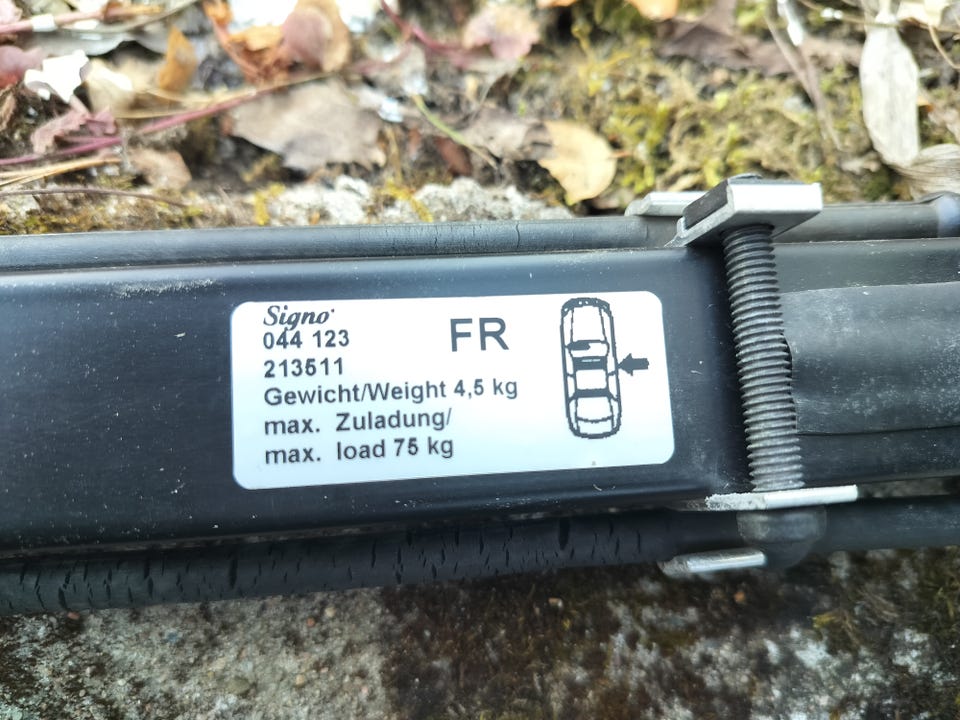 Signo
044 123
FR
213511
Gewicht/Weight 4,5 kg
max. Zuladung/
max. load 75 kg